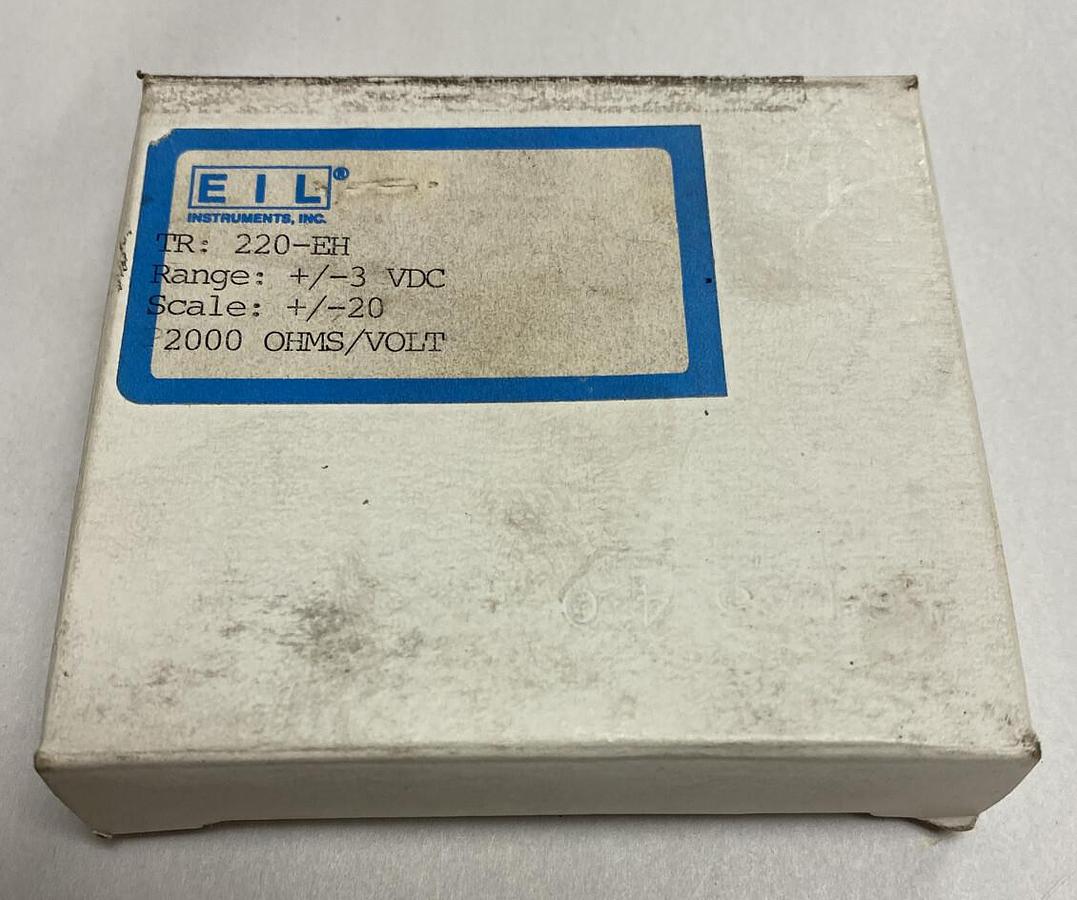 EIL®
INSTRUMENTS, INC.
TR: 220-EH
Range: +/-3 VDC
Scale: +/-20
2000 OHMS/VOLT